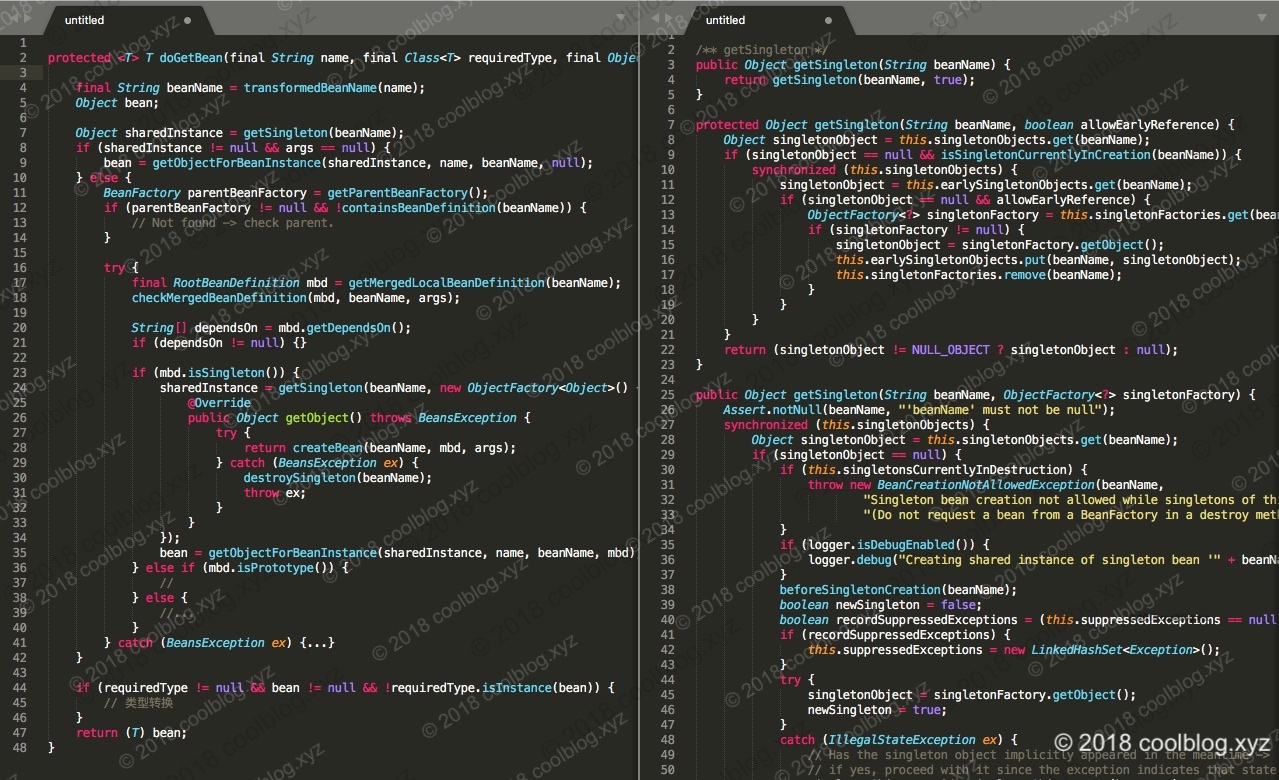 untitled
1
2 protected <T> T doGetBean(final String name, final Class<T> requiredType, final Obje
3
4 final String beanName = transformedBeanName(name);
5 Object bean;
6
7 Object sharedInstance = getSingleton(beanName);
8 if (sharedInstance != null && args == null) {
9 bean = getObjectForBeanInstance(sharedInstance, name, beanName, null);
10 } else {
11 BeanFactory parentBeanFactory = getParentBeanFactory();
12 if (parentBeanFactory != null && !containsBeanDefinition(beanName)) {
13 // Not found -> check parent.
14 }
15
16 try {
17 final RootBeanDefinition mbd = getMergedLocalBeanDefinition(beanName);
18 checkMergedBeanDefinition(mbd, beanName, args);
19
20 String[] dependsOn = mbd.getDependsOn();
21 if (dependsOn != null) {}
22
23 if (mbd.isSingleton()) {
24 sharedInstance = getSingleton(beanName, new ObjectFactory<Object>()
25 @Override
26 public Object getObject() throws BeansException {
27 try {
28 return createBean(beanName, mbd, args);
29 } catch (BeansException ex) {
30 destroySingleton(beanName);
31 throw ex;
32 }
33 }
34 });
35 bean = getObjectForBeanInstance(sharedInstance, name, beanName, mbd)
36 } else if (mbd.isPrototype()) {
37 //
38 } else {
39 //...
40 }
41 } catch (BeansException ex) {...}
42 }
43
44 if (requiredType != null && bean != null && !requiredType.isInstance(bean)) {
45 // 类型转换
46 }
47 return (T) bean;
48 }
untitled
1
2 /** getSingleton */
3 public Object getSingleton(String beanName) {
4 return getSingleton(beanName, true);
5 }
6
7 protected Object getSingleton(String beanName, boolean allowEarlyReference) {
8 Object singletonObject = this.singletonObjects.get(beanName);
9 if (singletonObject == null && isSingletonCurrentlyInCreation(beanName)) {
10 synchronized (this.singletonObjects) {
11 singletonObject = this.earlySingletonObjects.get(beanName);
12 if (singletonObject == null && allowEarlyReference) {
13 ObjectFactory<?> singletonFactory = this.singletonFactories.get(bean
14 if (singletonFactory != null) {
15 singletonObject = singletonFactory.getObject();
16 this.earlySingletonObjects.put(beanName, singletonObject);
17 this.singletonFactories.remove(beanName);
18 }
19 }
20 }
21 }
22 return (singletonObject != NULL_OBJECT ? singletonObject : null);
23 }
24
25 public Object getSingleton(String beanName, ObjectFactory<?> singletonFactory) {
26 Assert.notNull(beanName, "'beanName' must not be null");
27 synchronized (this.singletonObjects) {
28 Object singletonObject = this.singletonObjects.get(beanName);
29 if (singletonObject == null) {
30 if (this.singletonsCurrentlyInDestruction) {
31 throw new BeanCreationNotAllowedException(beanName,
32 "Singleton bean creation not allowed while singletons of thi
33 "(Do not request a bean from a BeanFactory in a destroy meth
34 }
35 if (logger.isDebugEnabled()) {
36 logger.debug("Creating shared instance of singleton bean '" + beanNa
37 }
38 beforeSingletonCreation(beanName);
39 boolean newSingleton = false;
40 boolean recordSuppressedExceptions = (this.suppressedExceptions == null
41 if (recordSuppressedExceptions) {
42 this.suppressedExceptions = new LinkedHashSet<Exception>();
43 }
44 try {
45 singletonObject = singletonFactory.getObject();
46 newSingleton = true;
47 }
48 catch (IllegalStateException ex) {
49 // Has the singleton object implicitly appeared in the meantime ->
50 // if yes, proceed with it since the exception indicates that state
© 2018 coolblog.xyz